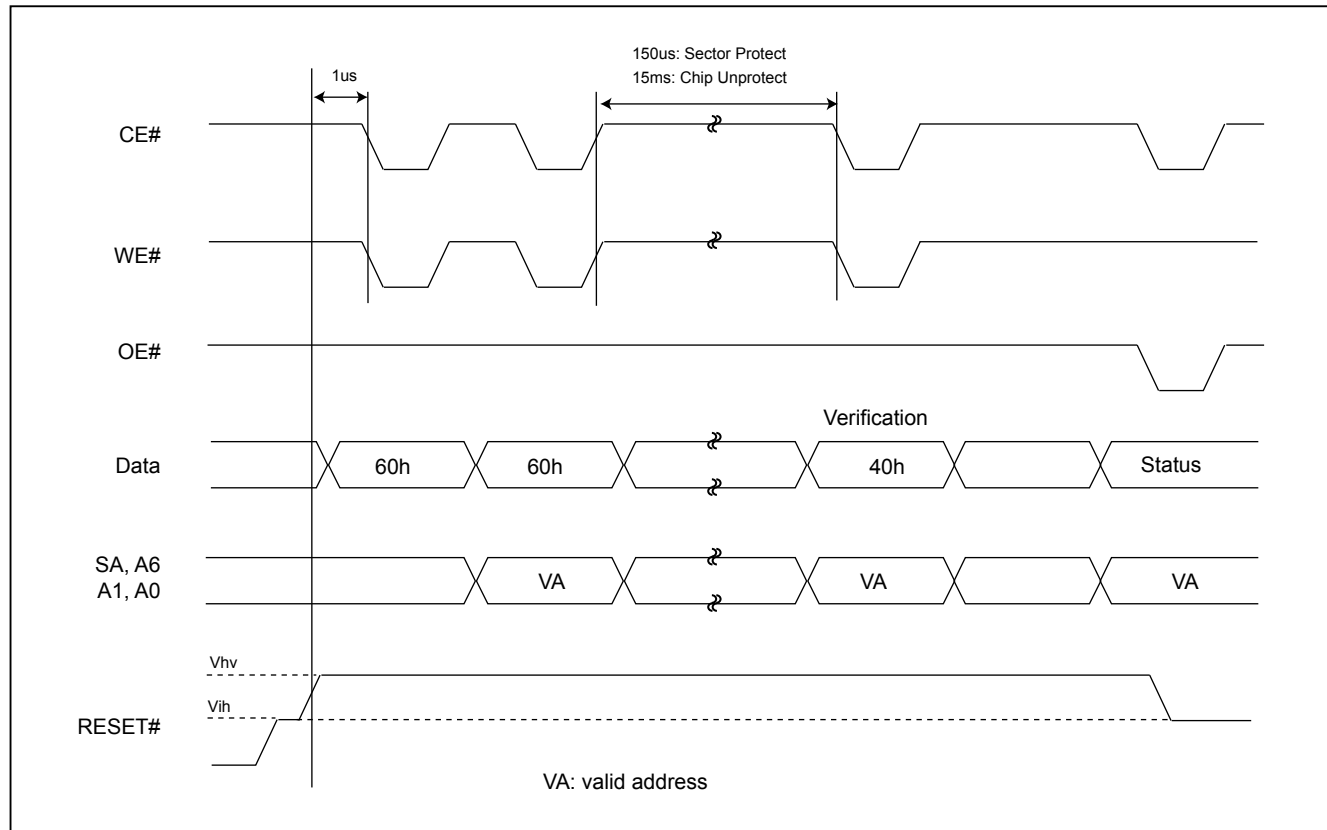 150us: Sector Protect
15ms: Chip Unprotect
1us
CE#
WE#
OE#
Verification
Data
60h
60h
40h
Status
SA, A6
A1, A0
VA
VA
VA
Vhv
Vih
RESET#
VA: valid address